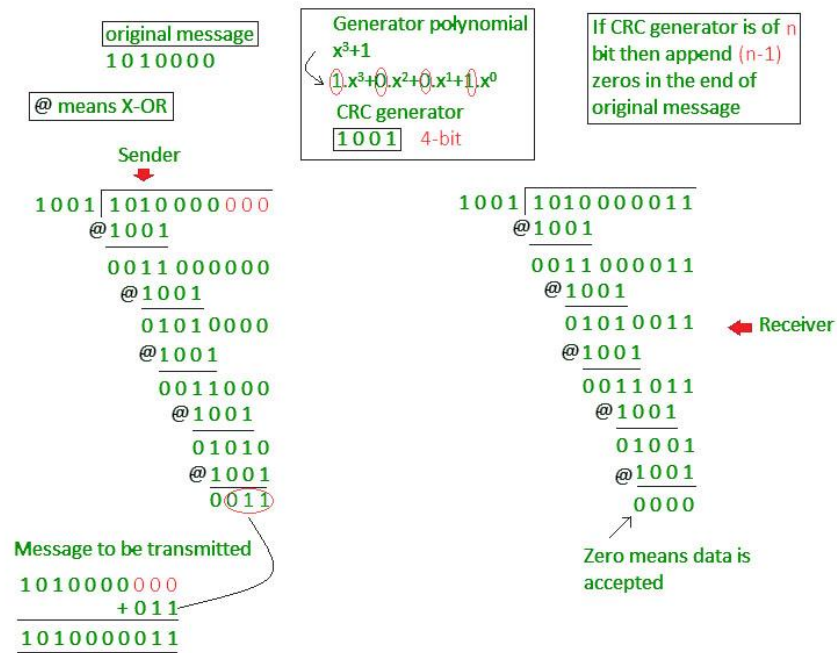 original message
1010000
@ means X-OR
Generator polynomial
x³+1
1.x³+0.x²+0.x¹+1.x⁰
CRC generator
1001 4-bit
If CRC generator is of n
bit then append (n-1)
zeros in the end of
original message
Sender
1001 1010000000
@1001
0011000000
@1001
01010000
@1001
0011000
@1001
01010
@1001
0011
Message to be transmitted
1010000000
+011
1010000011
1001 1010000011
@1001
0011000011
@1001
01010011
@1001
0011011
@1001
01001
@1001
0000
Receiver
Zero means data is
accepted